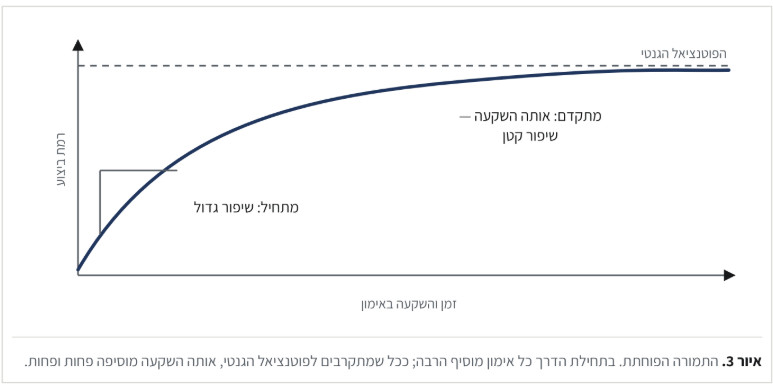 הפוטנציאל הגנטי
מתקדם: אותה השקעה —
שיפור קטן
רמת ביצוע
מתחיל: שיפור גדול
זמן והשקעה באימון
איור 3. התמורה הפוחתת. בתחילת הדרך כל אימון מוסיף הרבה; ככל שמתקרבים לפוטנציאל הגנטי, אותה השקעה מוסיפה פחות ופחות.